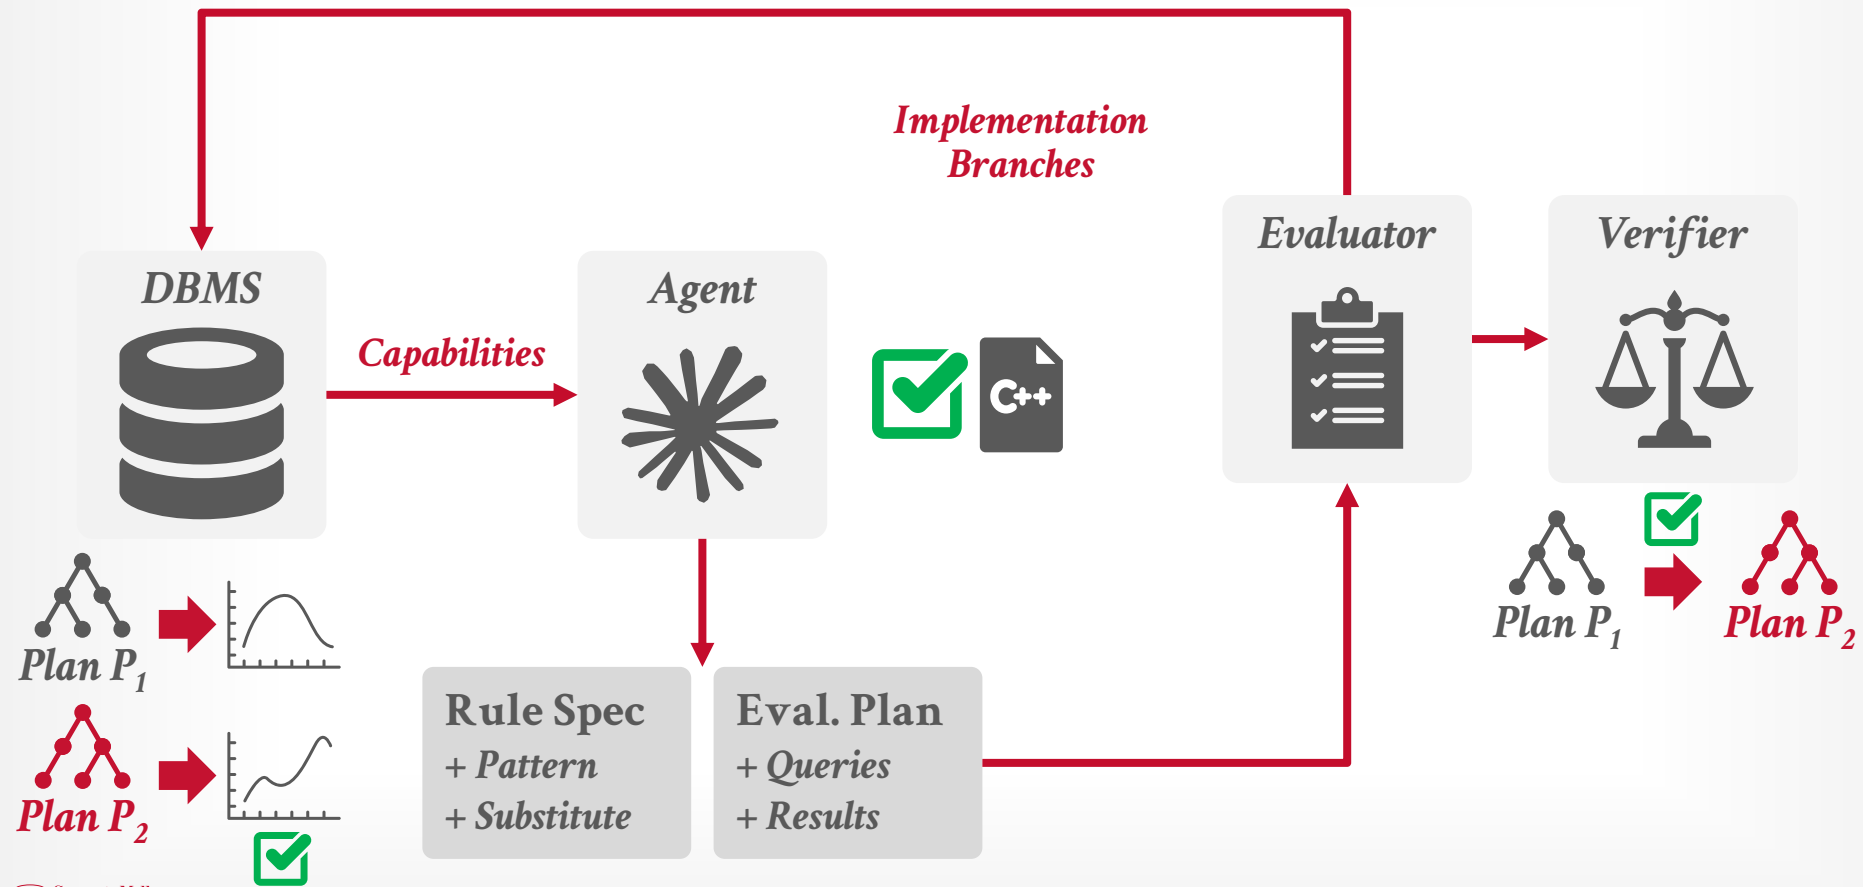 Implementation
Branches
DBMS
Capabilities
Agent
C++
Evaluator
Verifier
Plan P1
Plan P2
Rule Spec
+ Pattern
+ Substitute
Eval. Plan
+ Queries
+ Results
Plan P1
Plan P2